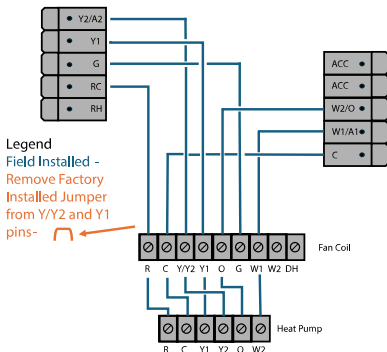 Y2/A2
Y1
G
RC
RH
ACC
ACC
W2/O
W1/A1
C
Legend
Field Installed -
Remove Factory
Installed Jumper
from Y/Y2 and Y1
pins-
Fan Coil
R C Y/Y2 Y1 O G W1 W2 DH
Heat Pump
R C Y1 Y2 O W2